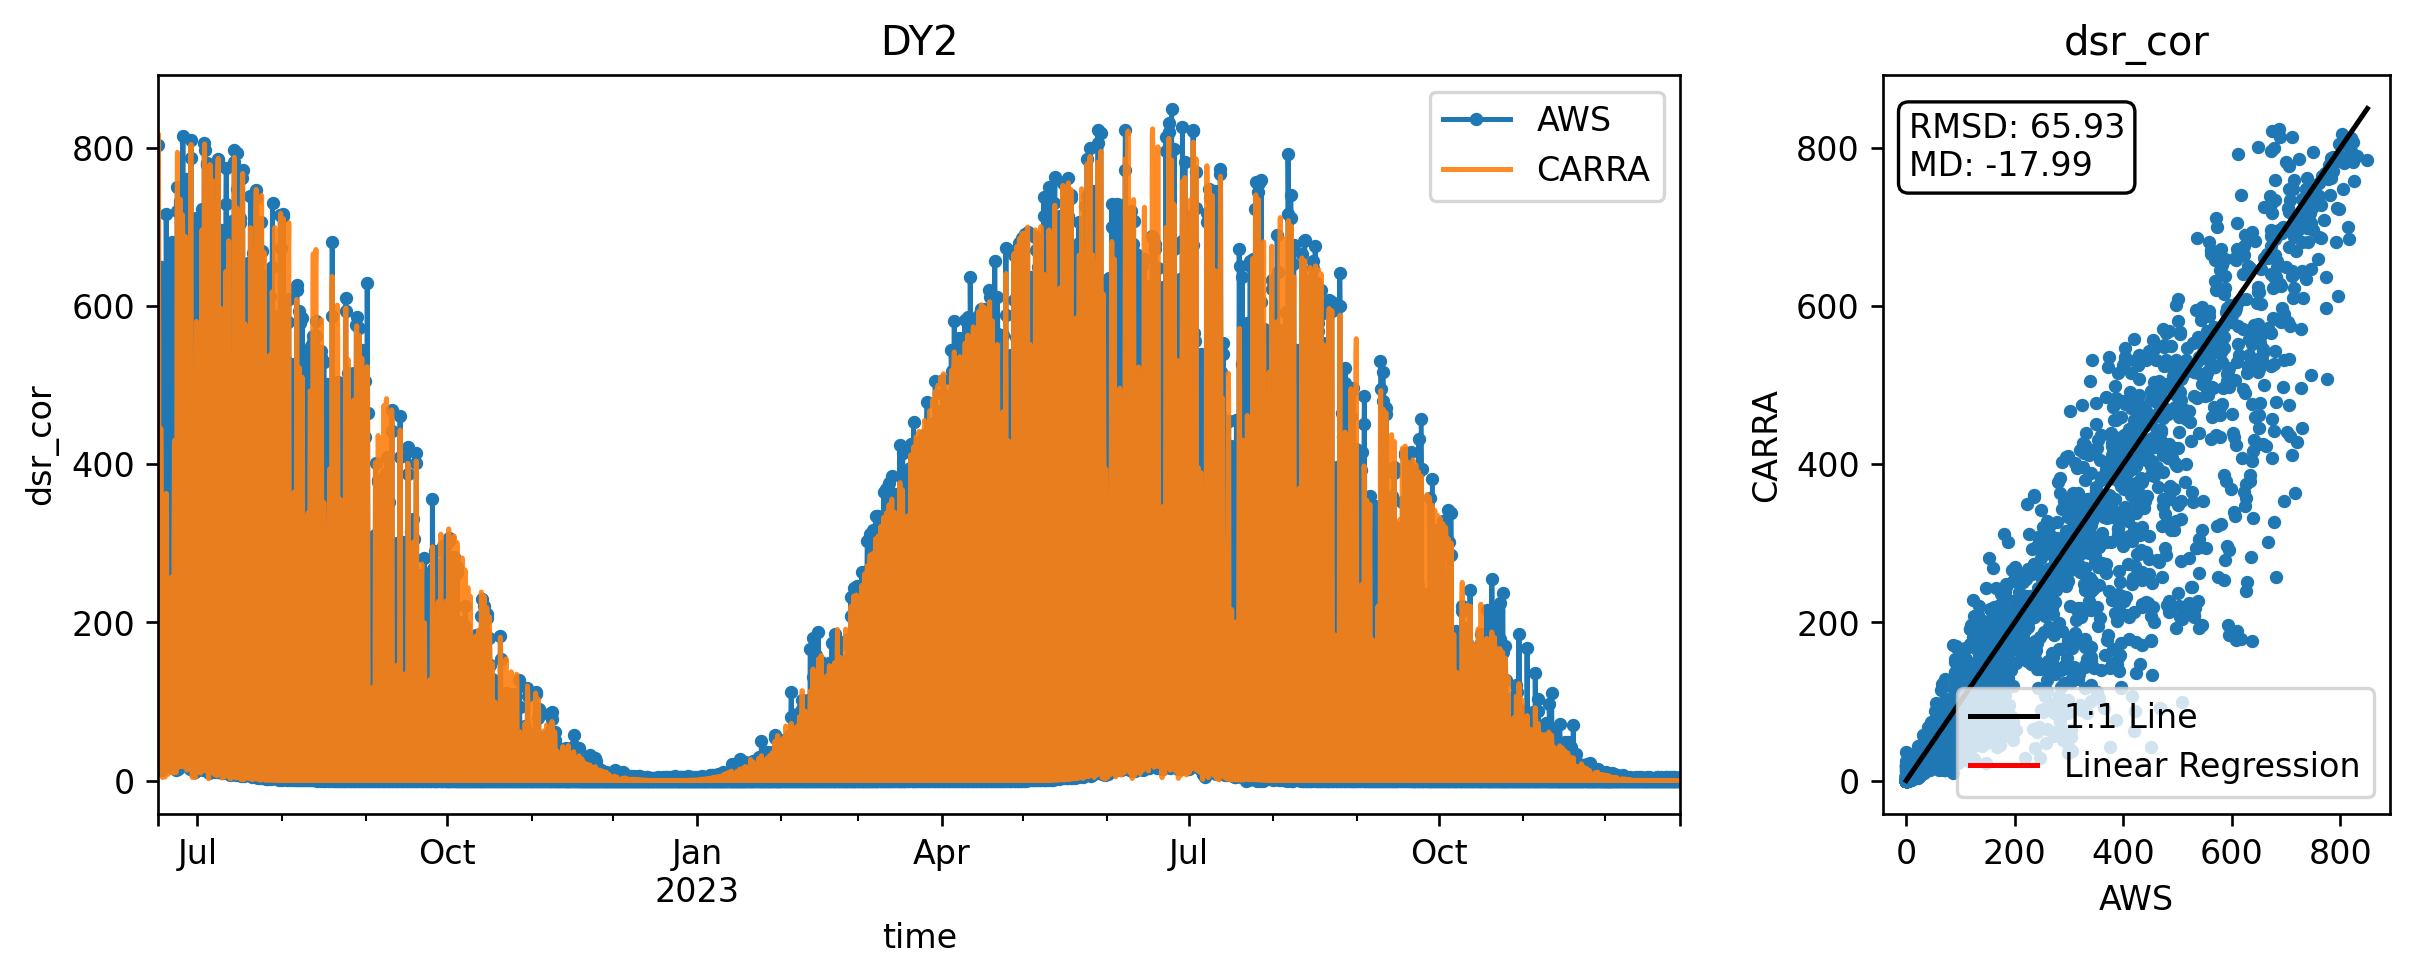 DY2
800
600
400
200
0
dsr_cor
AWS
CARRA
Jul
Oct
Jan
2023
Apr
Jul
Oct
time
dsr_cor
RMSD: 65.93
MD: -17.99
800
600
400
200
0
CARRA
1:1 Line
Linear Regression
0
200
400
600
800
AWS